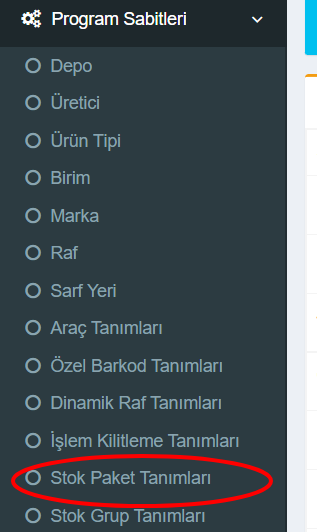 Program Sabitleri
Depo
Üretici
Ürün Tipi
Birim
Marka
Raf
Sarf Yeri
Araç Tanımları
Özel Barkod Tanımları
Dinamik Raf Tanımları
İşlem Kilitleme Tanımları
Stok Paket Tanımları
Stok Grup Tanımları